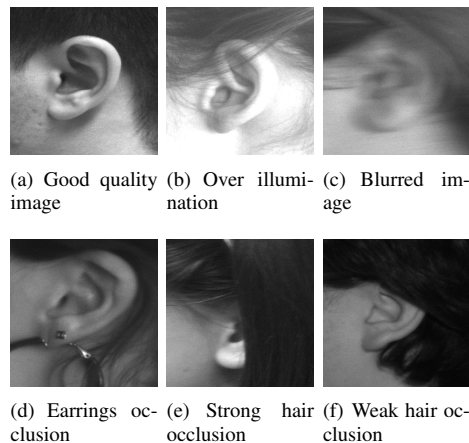 (a) Good quality
image
(b) Over illumi-
nation
(c) Blurred im-
age
(d) Earrings oc-
clusion
(e) Strong hair
occlusion
(f) Weak hair oc-
clusion